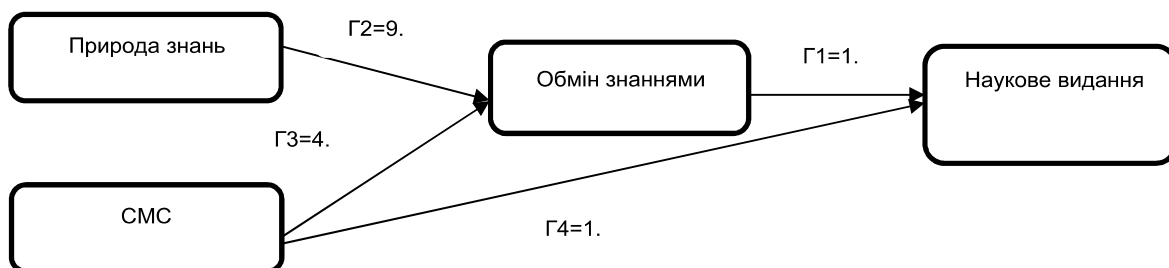 Природа знань
Г2=9.
Обмін знаннями
Г1=1.
Наукове видання
Г3=4.
СМС
Г4=1.